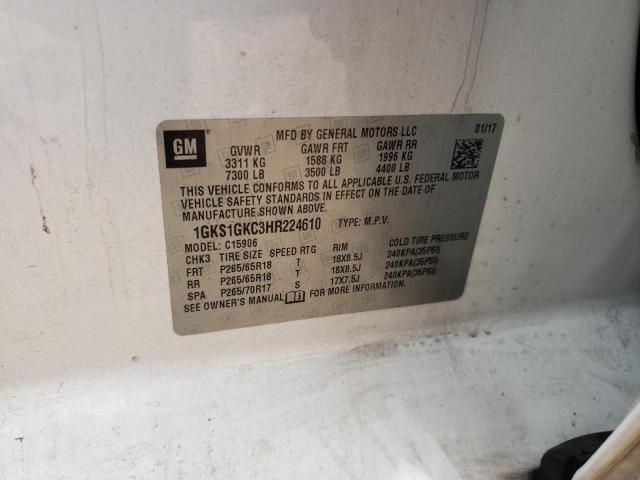 GM
MFD BY GENERAL MOTORS LLC 01/17
GVWR GAWR FRT GAWR RR
3311 KG 1588 KG 1996 KG
7300 LB 3500 LB 4400 LB
THIS VEHICLE CONFORMS TO ALL APPLICABLE U.S. FEDERAL MOTOR
VEHICLE SAFETY STANDARDS IN EFFECT ON THE DATE OF
MANUFACTURE SHOWN ABOVE.
1GKS1GKC3HR224610 TYPE: M.P.V.
MODEL: C15906
CHK3 TIRE SIZE SPEED RTG RIM COLD TIRE PRESSURE
FRT P265/65R18 T 18X8.5J 240KPA(35PSI)
RR P265/65R18 T 18X8.5J 240KPA(35PSI)
SPA P265/70R17 S 17X7.5J 240KPA(35PSI)
SEE OWNER'S MANUAL FOR MORE INFORMATION.